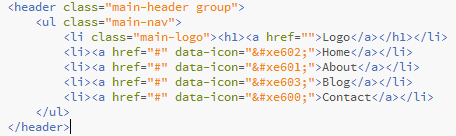 <header class="main-header group">
<ul class="main-nav">
<li class="main-logo"><h1><a href="">Logo</a></h1></li>
<li><a href="#" data-icon="&#xe602;">Home</a></li>
<li><a href="#" data-icon="&#xe601;">About</a></li>
<li><a href="#" data-icon="&#xe603;">Blog</a></li>
<li><a href="#" data-icon="&#xe600;">Contact</a></li>
</ul>
</header>